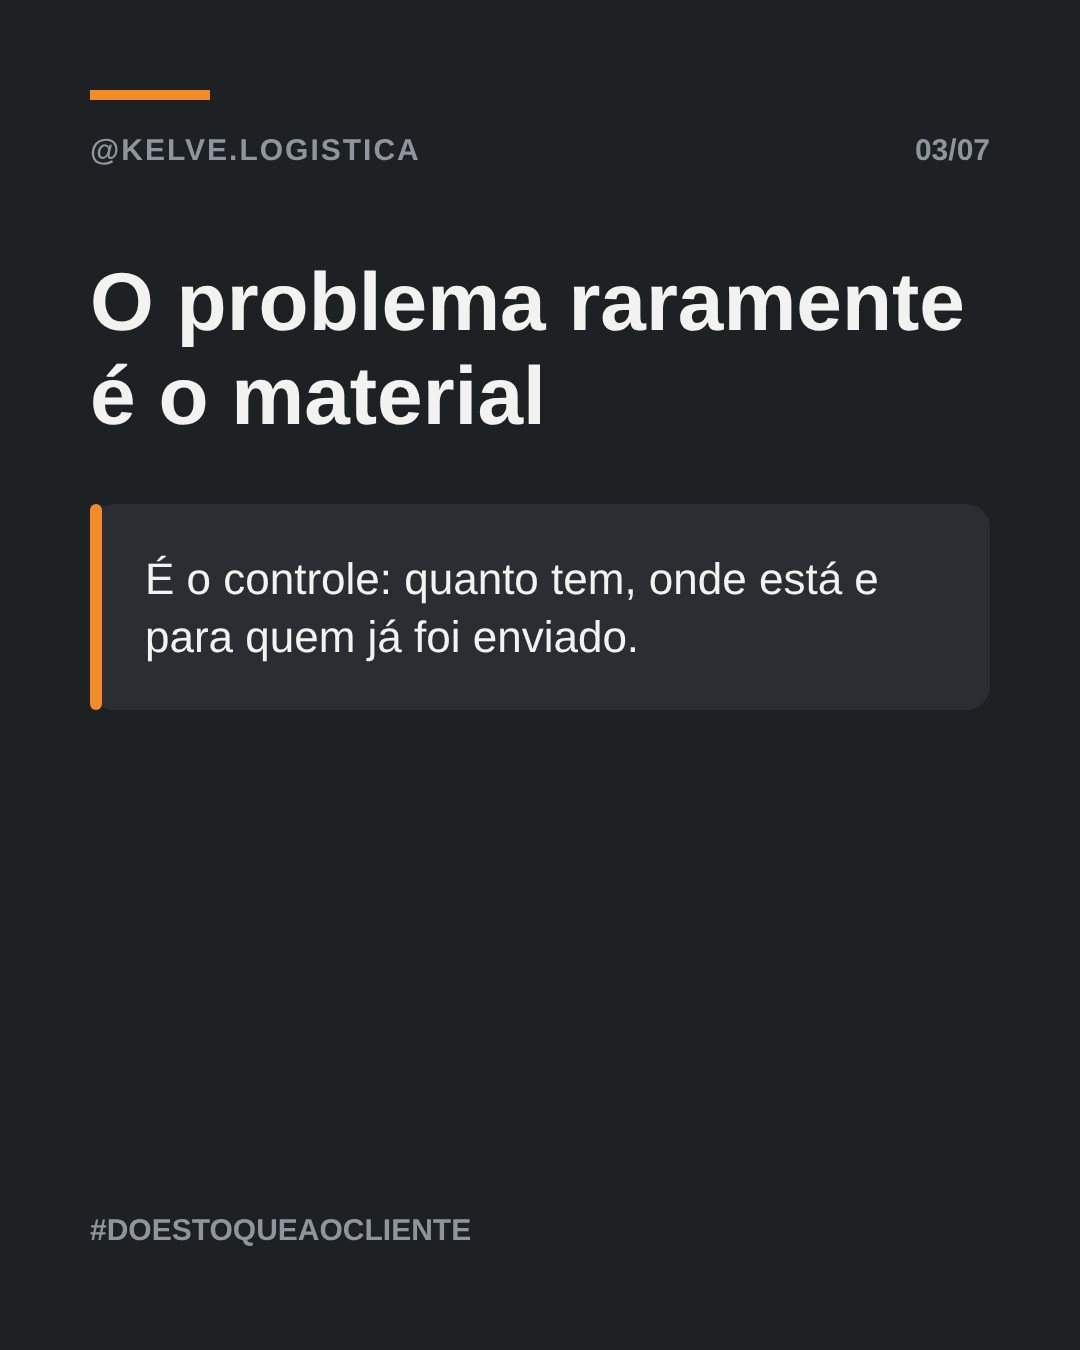 @KELVE.LOGISTICA
03/07
O problema raramente
é o material
É o controle: quanto tem, onde está e
para quem já foi enviado.
#DOESTOQUEAOCLIENTE